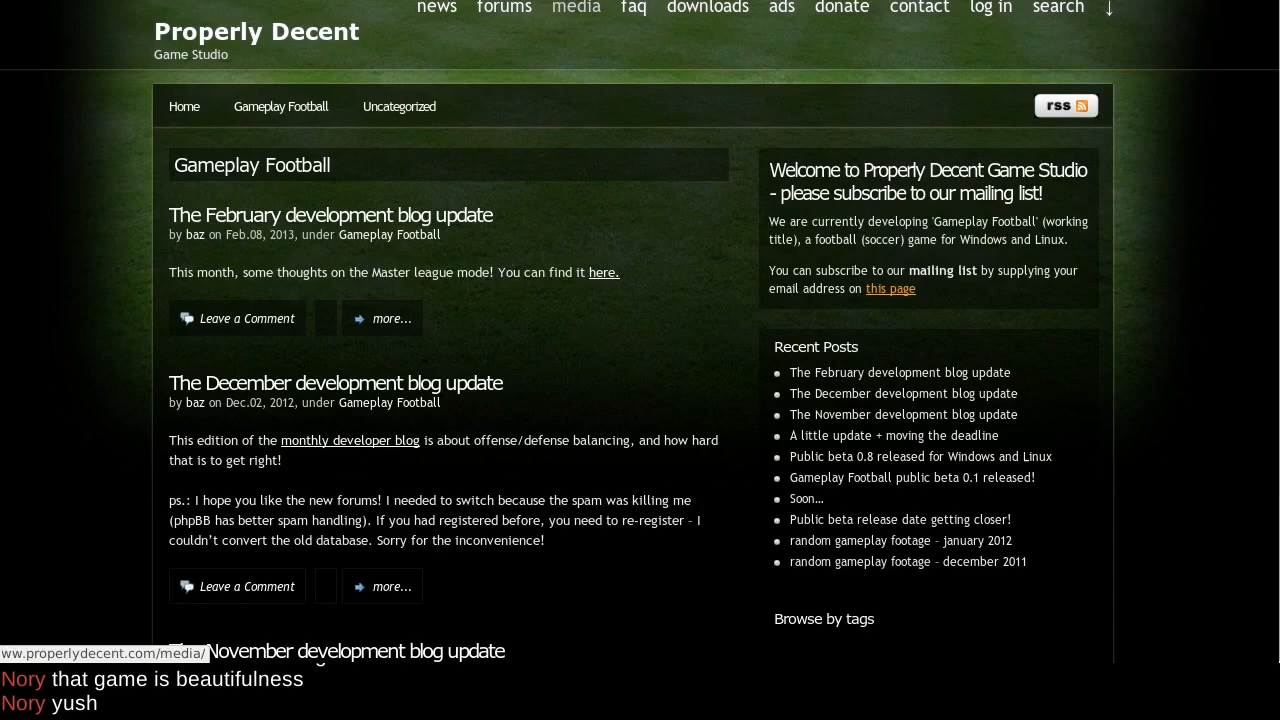 news forums media faq downloads ads donate contact log in search ↓
Properly Decent
Game Studio
Home Gameplay Football Uncategorized rss
Gameplay Football
The February development blog update
by baz on Feb.08, 2013, under Gameplay Football
This month, some thoughts on the Master league mode! You can find it here.
Leave a Comment more...
The December development blog update
by baz on Dec.02, 2012, under Gameplay Football
This edition of the monthly developer blog is about offense/defense balancing, and how hard
that is to get right!
ps.: I hope you like the new forums! I needed to switch because the spam was killing me
(phpBB has better spam handling). If you had registered before, you need to re-register – I
couldn't convert the old database. Sorry for the inconvenience!
Leave a Comment more...
November development blog update
Welcome to Properly Decent Game Studio
- please subscribe to our mailing list!
We are currently developing 'Gameplay Football' (working
title), a football (soccer) game for Windows and Linux.
You can subscribe to our mailing list by supplying your
email address on this page
Recent Posts
The February development blog update
The December development blog update
The November development blog update
A little update + moving the deadline
Public beta 0.8 released for Windows and Linux
Gameplay Football public beta 0.1 released!
Soon…
Public beta release date getting closer!
random gameplay footage – january 2012
random gameplay footage – december 2011
Browse by tags
ww.properlydecent.com/media/
Nory that game is beautifulness
Nory yush